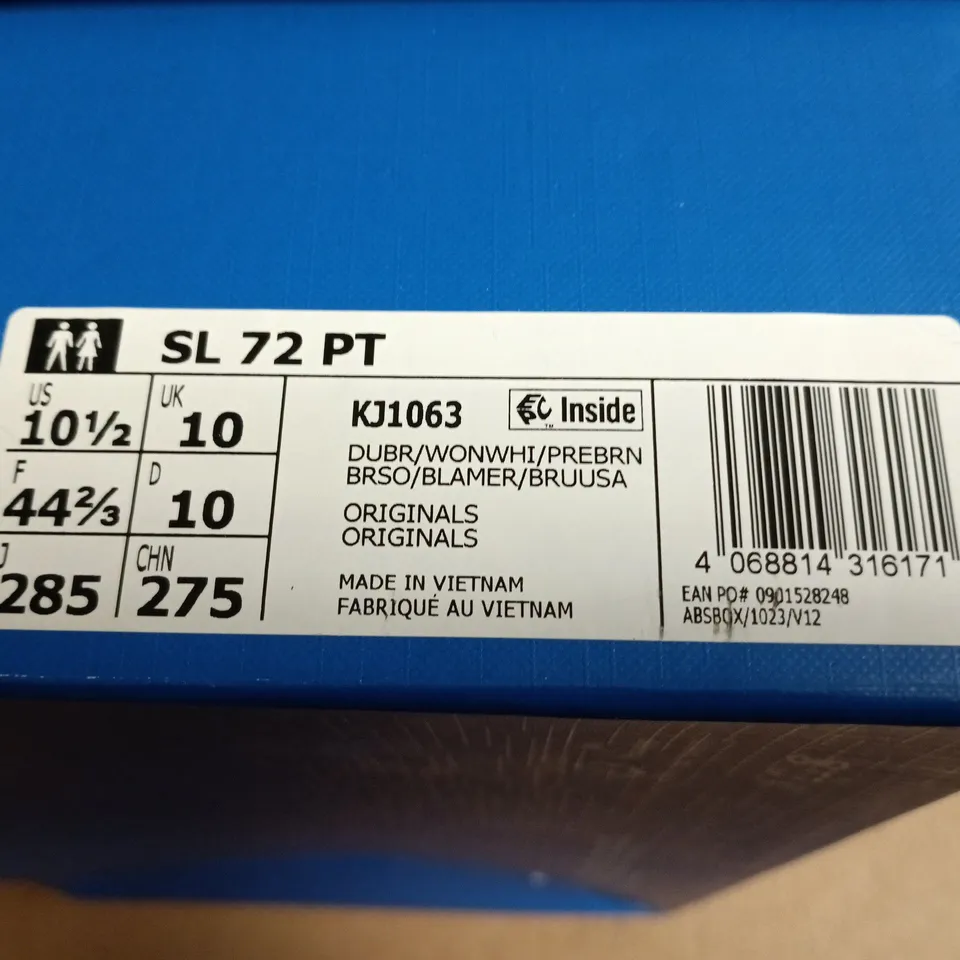 SL 72 PT
US 10½ UK 10
F 44⅔ D 10
J 285 CHN 275
KJ1063
Inside
TM
DUBR/WONWHI/PREBRN
BRSO/BLAMER/BRUUSA
ORIGINALS
ORIGINALS
MADE IN VIETNAM
FABRIQUÉ AU VIETNAM
4 068814 316171
EAN PO# 0901528248
ABSBOX/1023/V12